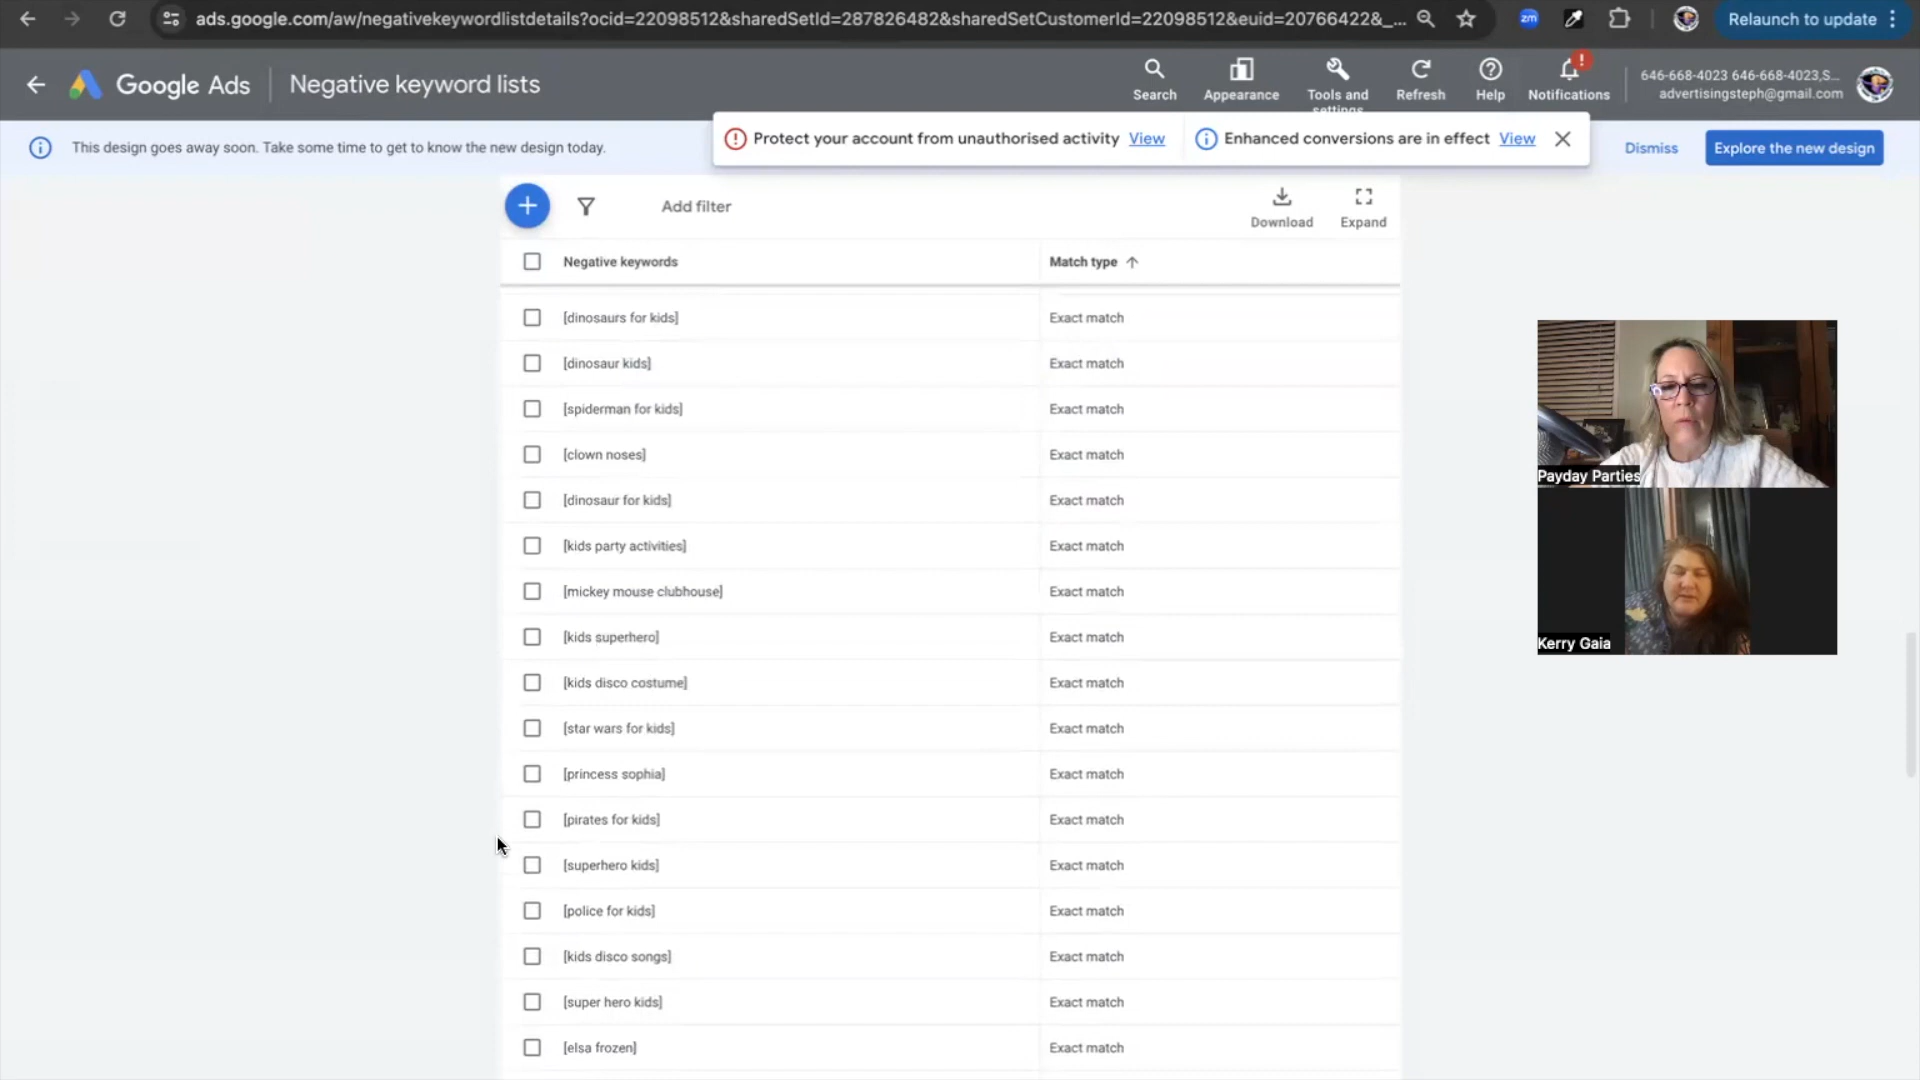 ads.google.com/aw/negativekeywordlistdetails?ocid=22098512&sharedSetId=287826482&sharedSetCustomerId=22098512&euid=20766422&_...
zm
Relaunch to update
Google Ads
Negative keyword lists
Search
Appearance
Tools and settings
Refresh
Help
Notifications
646-668-4023 646-668-4023,S...
advertisingsteph@gmail.com
This design goes away soon. Take some time to get to know the new design today.
Protect your account from unauthorised activity View
Enhanced conversions are in effect View
Dismiss
Explore the new design
Add filter
Download
Expand
Negative keywords Match type
[dinosaurs for kids] Exact match
[dinosaur kids] Exact match
[spiderman for kids] Exact match
[clown noses] Exact match
[dinosaur for kids] Exact match
[kids party activities] Exact match
[mickey mouse clubhouse] Exact match
[kids superhero] Exact match
[kids disco costume] Exact match
[star wars for kids] Exact match
[princess sophia] Exact match
[pirates for kids] Exact match
[superhero kids] Exact match
[police for kids] Exact match
[kids disco songs] Exact match
[super hero kids] Exact match
[elsa frozen] Exact match
Payday Parties
Kerry Gaia